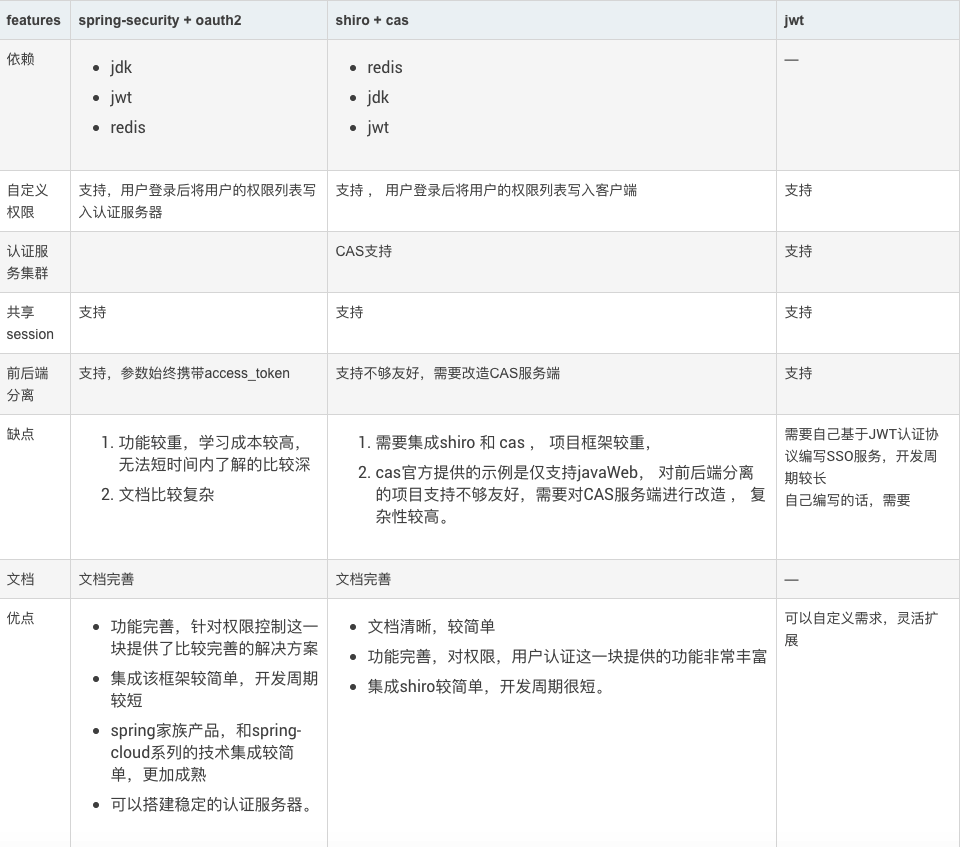 features
spring-security + oauth2
shiro + cas
jwt
依赖
• jdk
• jwt
• redis
• redis
• jdk
• jwt
—
自定义
权限
支持，用户登录后将用户的权限列表写
入认证服务器
支持 ， 用户登录后将用户的权限列表写入客户端
支持
认证服
务集群
CAS支持
支持
共享
session
支持
支持
支持
前后端
分离
支持，参数始终携带access_token
支持不够友好，需要改造CAS服务端
支持
缺点
1. 功能较重，学习成本较高，
无法短时间内了解的比较深
2. 文档比较复杂
1. 需要集成shiro 和 cas ， 项目框架较重，
2. cas官方提供的示例是仅支持javaWeb， 对前后端分离
的项目支持不够友好，需要对CAS服务端进行改造 ， 复
杂性较高。
需要自己基于JWT认证协
议编写SSO服务，开发周
期较长
自己编写的话，需要
文档
文档完善
文档完善
—
优点
• 功能完善，针对权限控制这一
块提供了比较完善的解决方案
• 集成该框架较简单，开发周期
较短
• spring家族产品，和spring-
cloud系列的技术集成较简
单，更加成熟
• 可以搭建稳定的认证服务器。
• 文档清晰，较简单
• 功能完善，对权限，用户认证这一块提供的功能非常丰富
• 集成shiro较简单，开发周期很短。
可以自定义需求，灵活扩
展